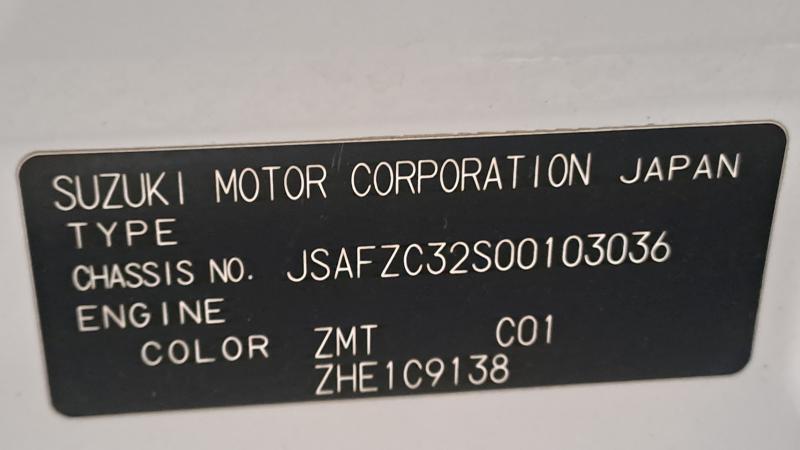 SUZUKI MOTOR CORPORATION JAPAN
TYPE
CHASSIS NO. JSAFZC32S00103036
ENGINE
COLOR ZMT C01
ZHE1C9138